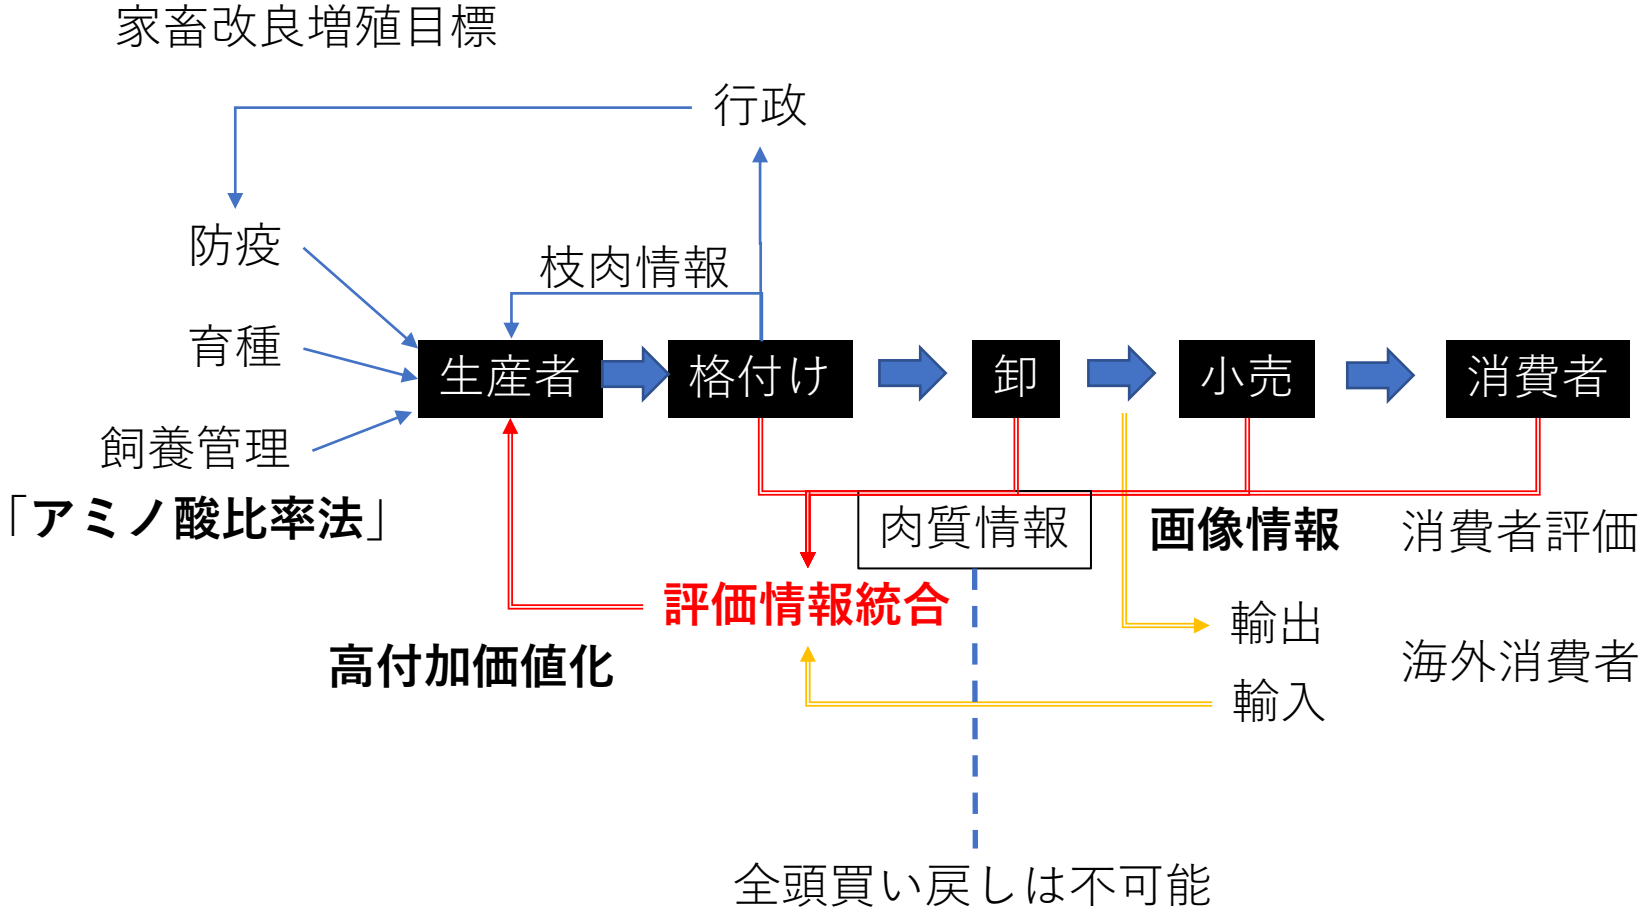 家畜改良増殖目標
行政
防疫
枝肉情報
育種
生産者
格付け
卸
小売
消費者
飼養管理
「アミノ酸比率法」
肉質情報
画像情報
消費者評価
評価情報統合
輸出
高付加価値化
海外消費者
輸入
全頭買い戻しは不可能